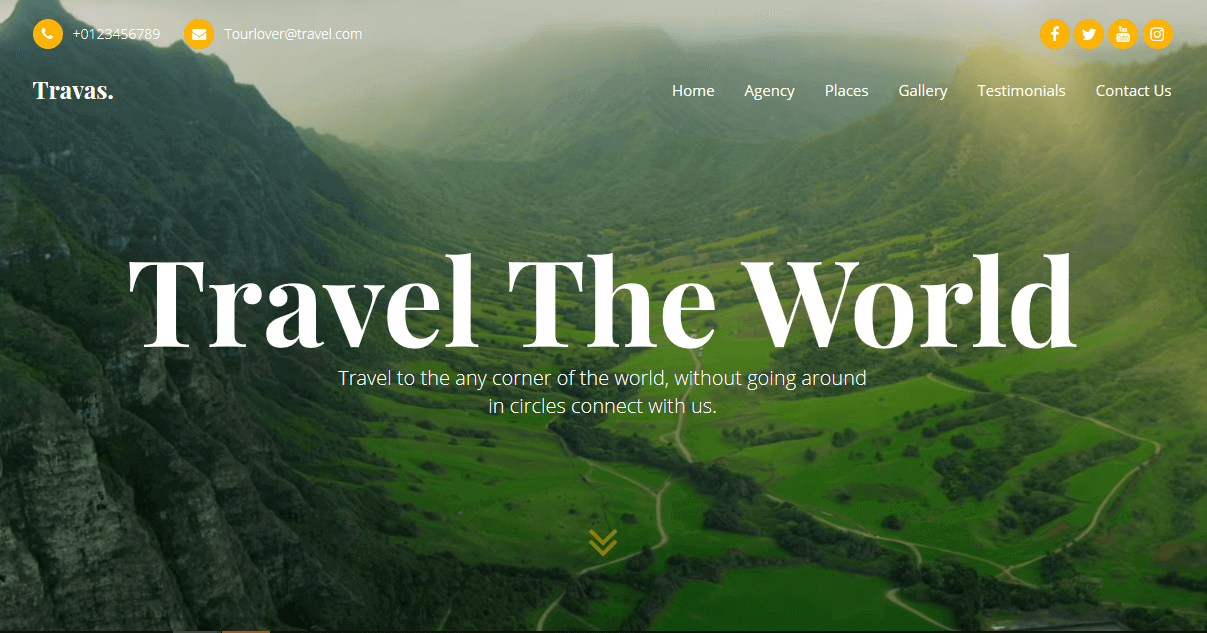 +0123456789 Tourlover@travel.com
Travas. Home Agency Places Gallery Testimonials Contact Us
Travel The World
Travel to the any corner of the world, without going around
in circles connect with us.